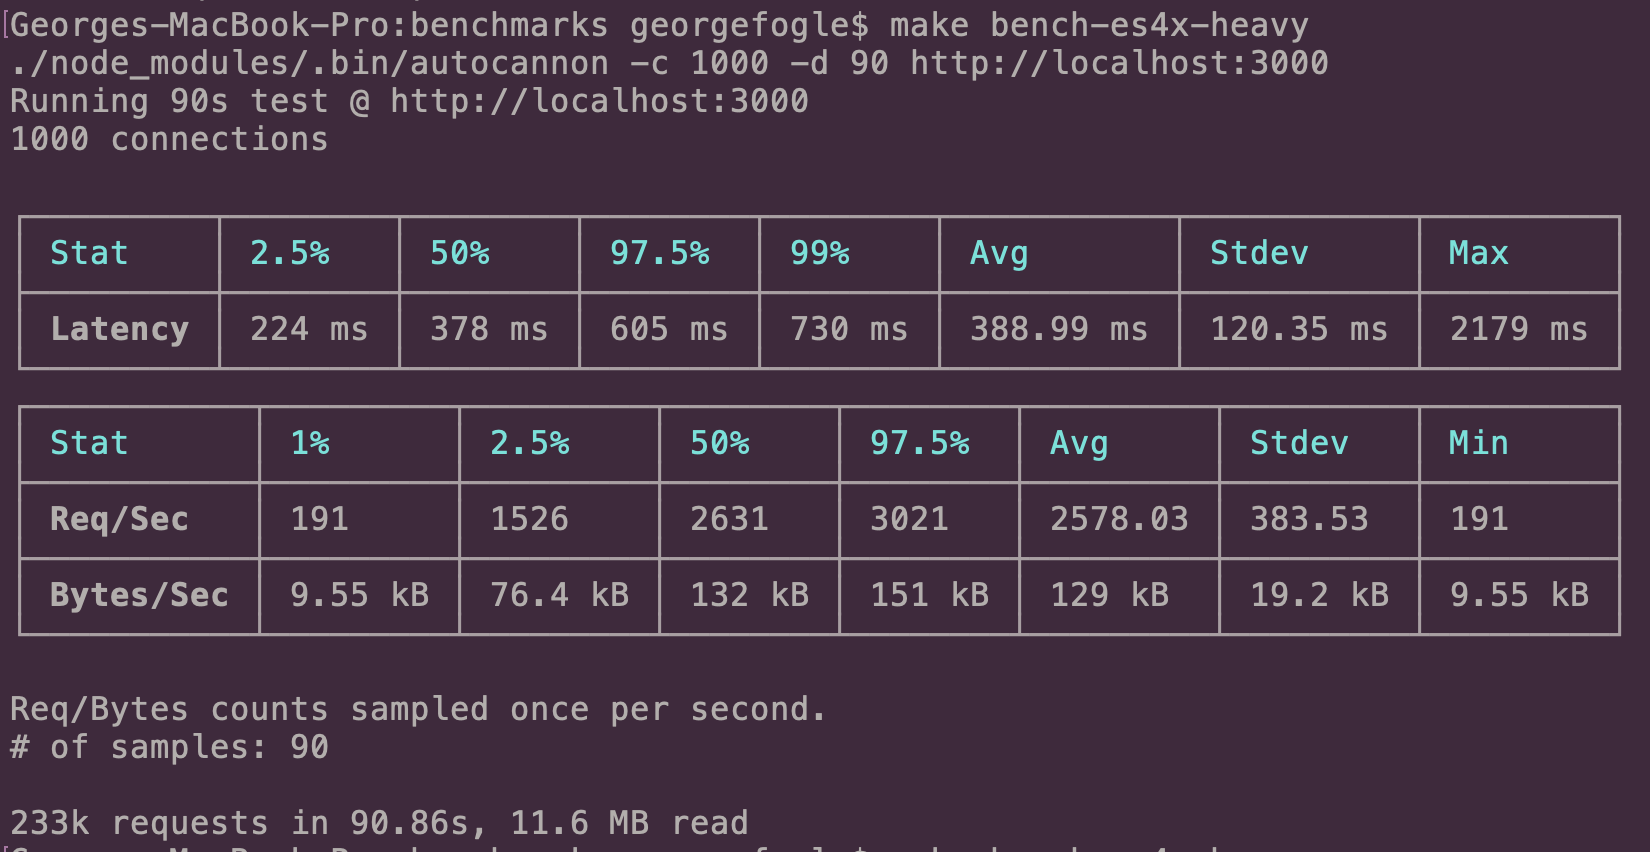 Georges-MacBook-Pro:benchmarks georgefogle$ make bench-es4x-heavy
./node_modules/.bin/autocannon -c 1000 -d 90 http://localhost:3000
Running 90s test @ http://localhost:3000
1000 connections
Stat 2.5% 50% 97.5% 99% Avg Stdev Max
Latency 224 ms 378 ms 605 ms 730 ms 388.99 ms 120.35 ms 2179 ms
Stat 1% 2.5% 50% 97.5% Avg Stdev Min
Req/Sec 191 1526 2631 3021 2578.03 383.53 191
Bytes/Sec 9.55 kB 76.4 kB 132 kB 151 kB 129 kB 19.2 kB 9.55 kB
Req/Bytes counts sampled once per second.
# of samples: 90
233k requests in 90.86s, 11.6 MB read